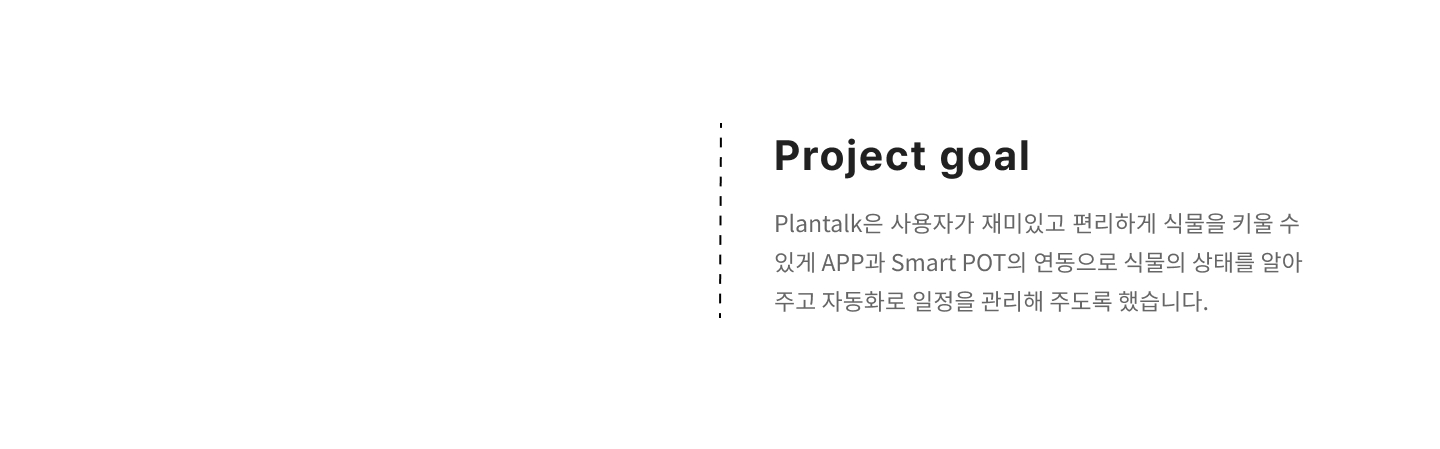 Project goal
Plantalk은 사용자가 재미있고 편리하게 식물을 키울 수
있게 APP과 Smart POT의 연동으로 식물의 상태를 알아
주고 자동화로 일정을 관리해 주도록 했습니다.